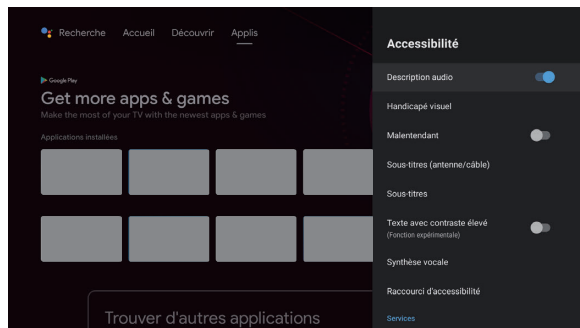 Recherche Accueil Découvrir Applis
Google Play
Get more apps & games
Make the most of your TV with the newest apps & games
Applications installées
Trouver d'autres applications
Accessibilité
Description audio
Handicapé visuel
Malentendant
Sous-titres (antenne/câble)
Sous-titres
Texte avec contraste élevé
(Fonction expérimentale)
Synthèse vocale
Raccourci d'accessibilité
Services